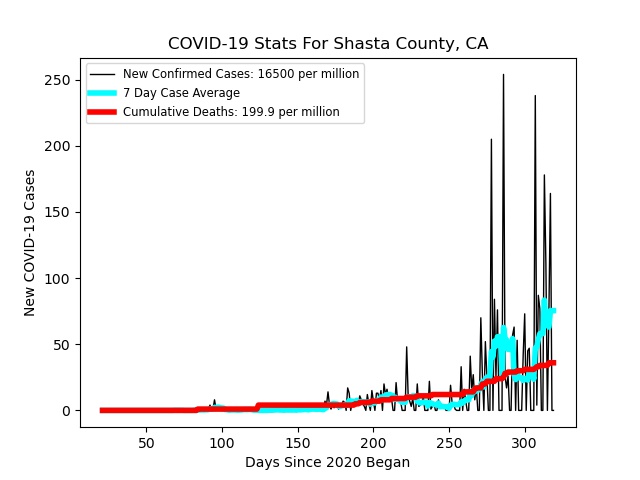 COVID-19 Stats For Shasta County, CA
New Confirmed Cases: 16500 per million
7 Day Case Average
Cumulative Deaths: 199.9 per million
New COVID-19 Cases
250
200
150
100
50
0
50 100 150 200 250 300
Days Since 2020 Began